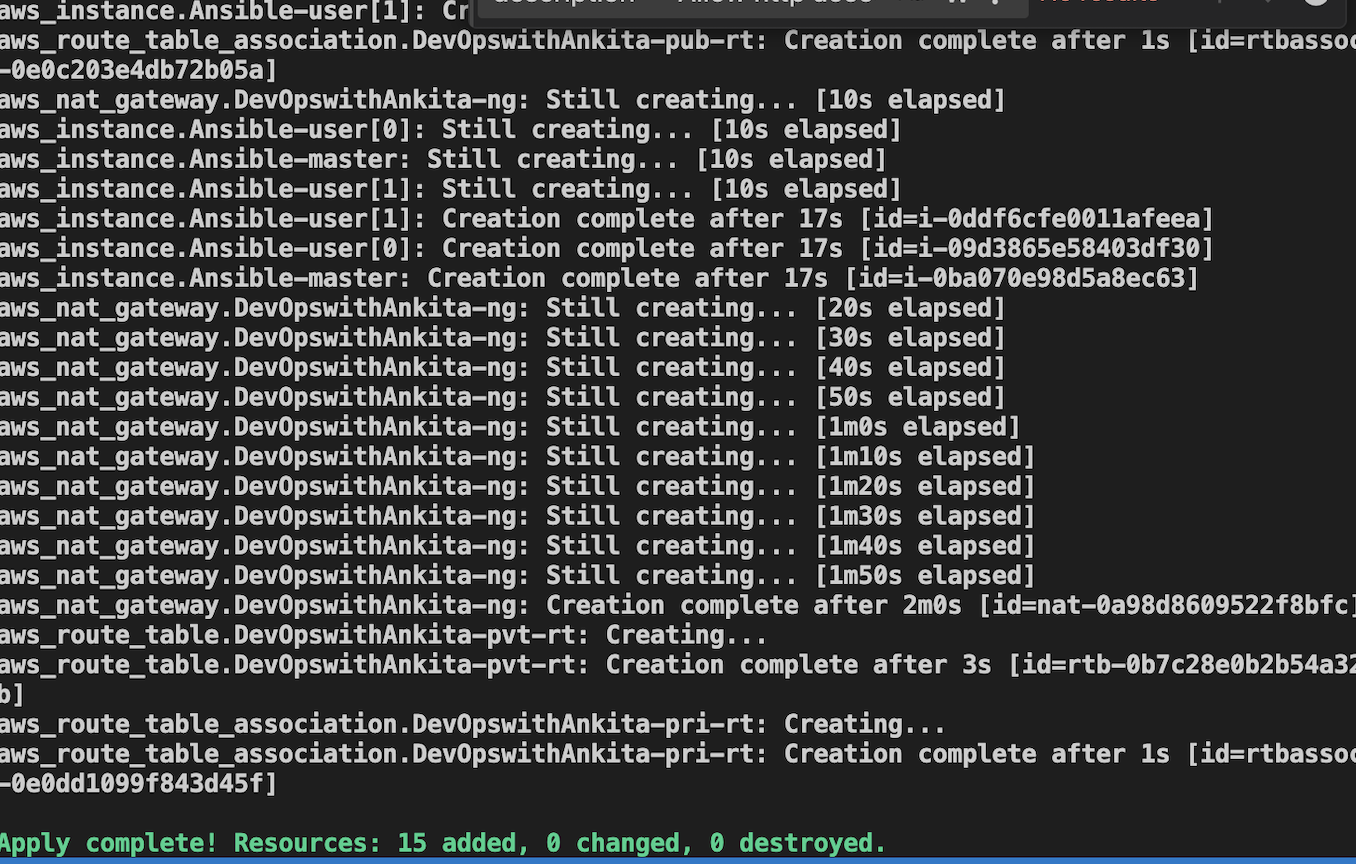 aws_instance.Ansible-user[1]: Cr
aws_route_table_association.DevOpswithAnkita-pub-rt: Creation complete after 1s [id=rtbassoc
-0e0c203e4db72b05a]
aws_nat_gateway.DevOpswithAnkita-ng: Still creating... [10s elapsed]
aws_instance.Ansible-user[0]: Still creating... [10s elapsed]
aws_instance.Ansible-master: Still creating... [10s elapsed]
aws_instance.Ansible-user[1]: Still creating... [10s elapsed]
aws_instance.Ansible-user[1]: Creation complete after 17s [id=i-0ddf6cfe0011afeea]
aws_instance.Ansible-user[0]: Creation complete after 17s [id=i-09d3865e58403df30]
aws_instance.Ansible-master: Creation complete after 17s [id=i-0ba070e98d5a8ec63]
aws_nat_gateway.DevOpswithAnkita-ng: Still creating... [20s elapsed]
aws_nat_gateway.DevOpswithAnkita-ng: Still creating... [30s elapsed]
aws_nat_gateway.DevOpswithAnkita-ng: Still creating... [40s elapsed]
aws_nat_gateway.DevOpswithAnkita-ng: Still creating... [50s elapsed]
aws_nat_gateway.DevOpswithAnkita-ng: Still creating... [1m0s elapsed]
aws_nat_gateway.DevOpswithAnkita-ng: Still creating... [1m10s elapsed]
aws_nat_gateway.DevOpswithAnkita-ng: Still creating... [1m20s elapsed]
aws_nat_gateway.DevOpswithAnkita-ng: Still creating... [1m30s elapsed]
aws_nat_gateway.DevOpswithAnkita-ng: Still creating... [1m40s elapsed]
aws_nat_gateway.DevOpswithAnkita-ng: Still creating... [1m50s elapsed]
aws_nat_gateway.DevOpswithAnkita-ng: Creation complete after 2m0s [id=nat-0a98d8609522f8bfc]
aws_route_table.DevOpswithAnkita-pvt-rt: Creating...
aws_route_table.DevOpswithAnkita-pvt-rt: Creation complete after 3s [id=rtb-0b7c28e0b2b54a32
b]
aws_route_table_association.DevOpswithAnkita-pri-rt: Creating...
aws_route_table_association.DevOpswithAnkita-pri-rt: Creation complete after 1s [id=rtbassoc
-0e0dd1099f843d45f]
Apply complete! Resources: 15 added, 0 changed, 0 destroyed.